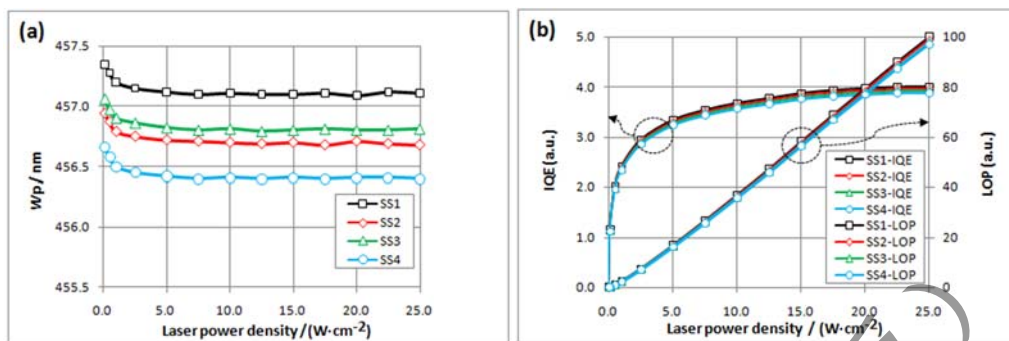 (a)
457.5
457.0
456.5
456.0
455.5
Wp/ nm
SS1
SS2
SS3
SS4
0.0 5.0 10.0 15.0 20.0 25.0
Laser power density /(W·cm⁻²)
(b)
5.0
4.0
3.0
2.0
1.0
0.0
IQE (a.u.)
SS1-IQE
SS2-IQE
SS3-IQE
SS4-IQE
SS1-LOP
SS2-LOP
SS3-LOP
SS4-LOP
100
80
60
40
20
0
LOP (a.u.)
0.0 5.0 10.0 15.0 20.0 25.0
Laser power density / (W·cm⁻²)